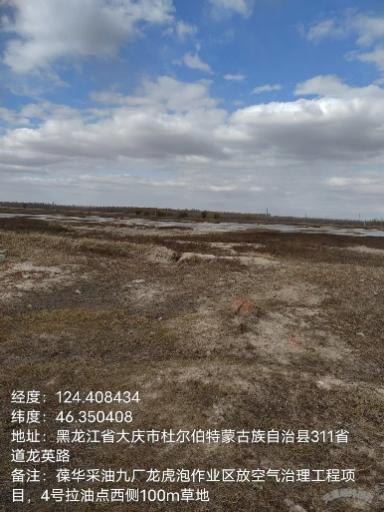 经度：124.408434
纬度：46.350408
地址：黑龙江省大庆市杜尔伯特蒙古族自治县311省
道龙英路
备注：葆华采油九厂龙虎泡作业区放空气治理工程项
目，4号拉油点西侧100m草地